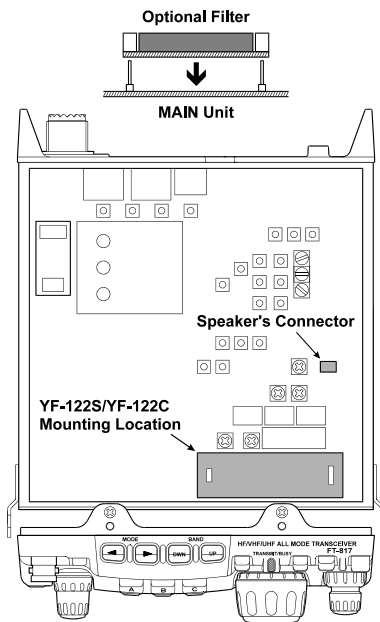 Optional Filter
MAIN Unit
Speaker's Connector
YF-122S/YF-122C
Mounting Location
MODE
BAND
DWN
UP
A
B
C
HF/VHF/UHF ALL MODE TRANSCEIVER
FT-817
TRANSMIT/BUSY